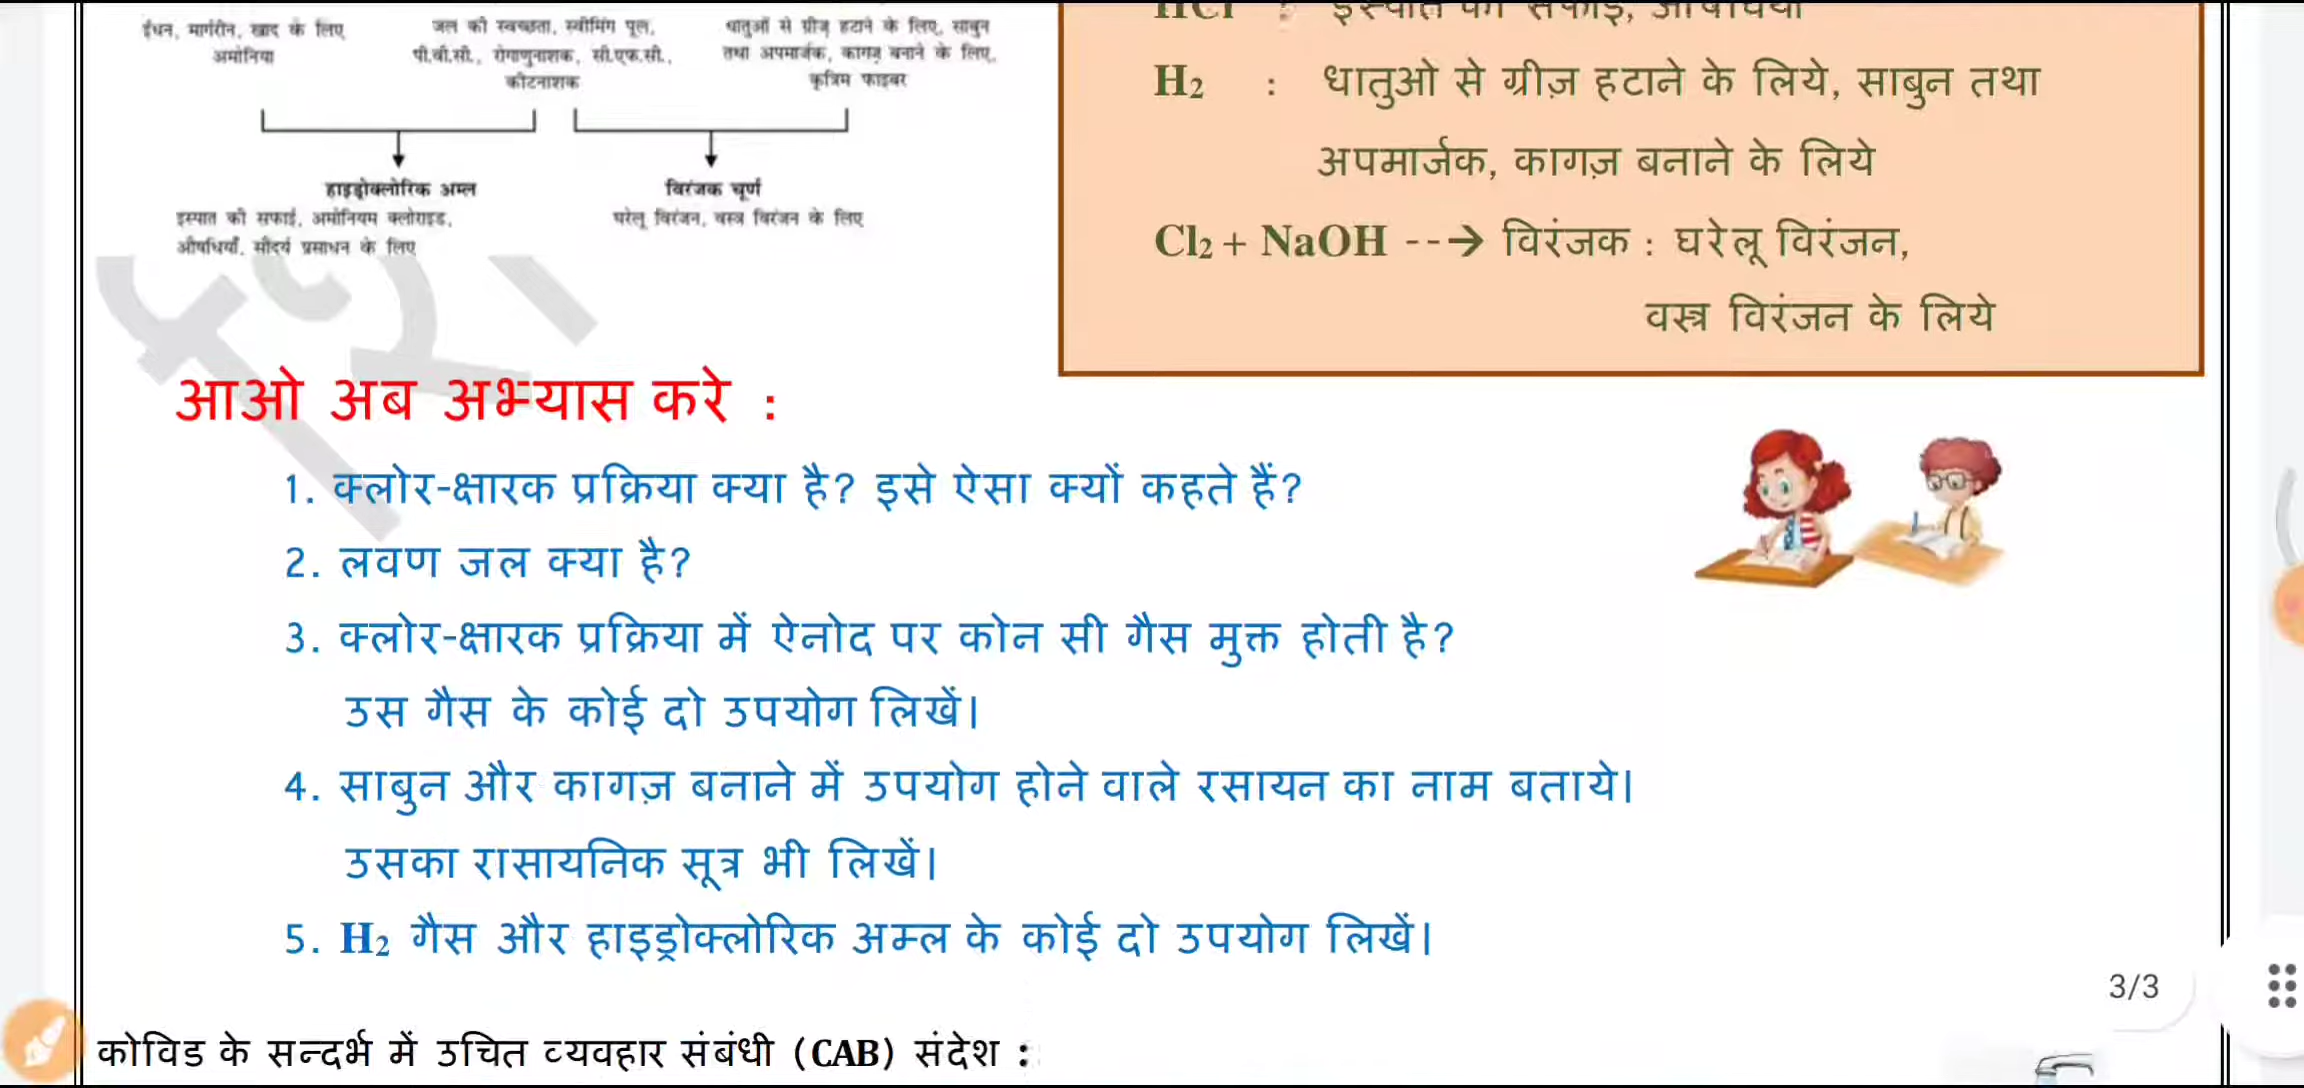 ईंधन, मार्गरीन, खाद के लिए
अमोनिया
जल की स्वच्छता, स्वीमिंग पूल,
पी.वी.सी., रोगाणुनाशक, सी.एफ.सी.,
कीटनाशक
धातुओं से ग्रीज़ हटाने के लिए, साबुन
तथा अपमार्जक, कागज़ बनाने के लिए,
कृत्रिम फाइबर
हाइड्रोक्लोरिक अम्ल
इस्पात की सफाई, अमोनियम क्लोराइड,
औषधियाँ, सौंदर्य प्रसाधन के लिए
विरंजक चूर्ण
घरेलू विरंजन, वस्त्र विरंजन के लिए
H2 : धातुओ से ग्रीज़ हटाने के लिये, साबुन तथा
अपमार्जक, कागज़ बनाने के लिये
Cl2 + NaOH --→ विरंजक : घरेलू विरंजन,
वस्त्र विरंजन के लिये
आओ अब अभ्यास करे :
1. क्लोर-क्षारक प्रक्रिया क्या है? इसे ऐसा क्यों कहते हैं?
2. लवण जल क्या है?
3. क्लोर-क्षारक प्रक्रिया में ऐनोद पर कोन सी गैस मुक्त होती है?
उस गैस के कोई दो उपयोग लिखें।
4. साबुन और कागज़ बनाने में उपयोग होने वाले रसायन का नाम बताये।
उसका रासायनिक सूत्र भी लिखें।
5. H2 गैस और हाइड्रोक्लोरिक अम्ल के कोई दो उपयोग लिखें।
3/3
कोविड के सन्दर्भ में उचित व्यवहार संबंधी (CAB) संदेश :